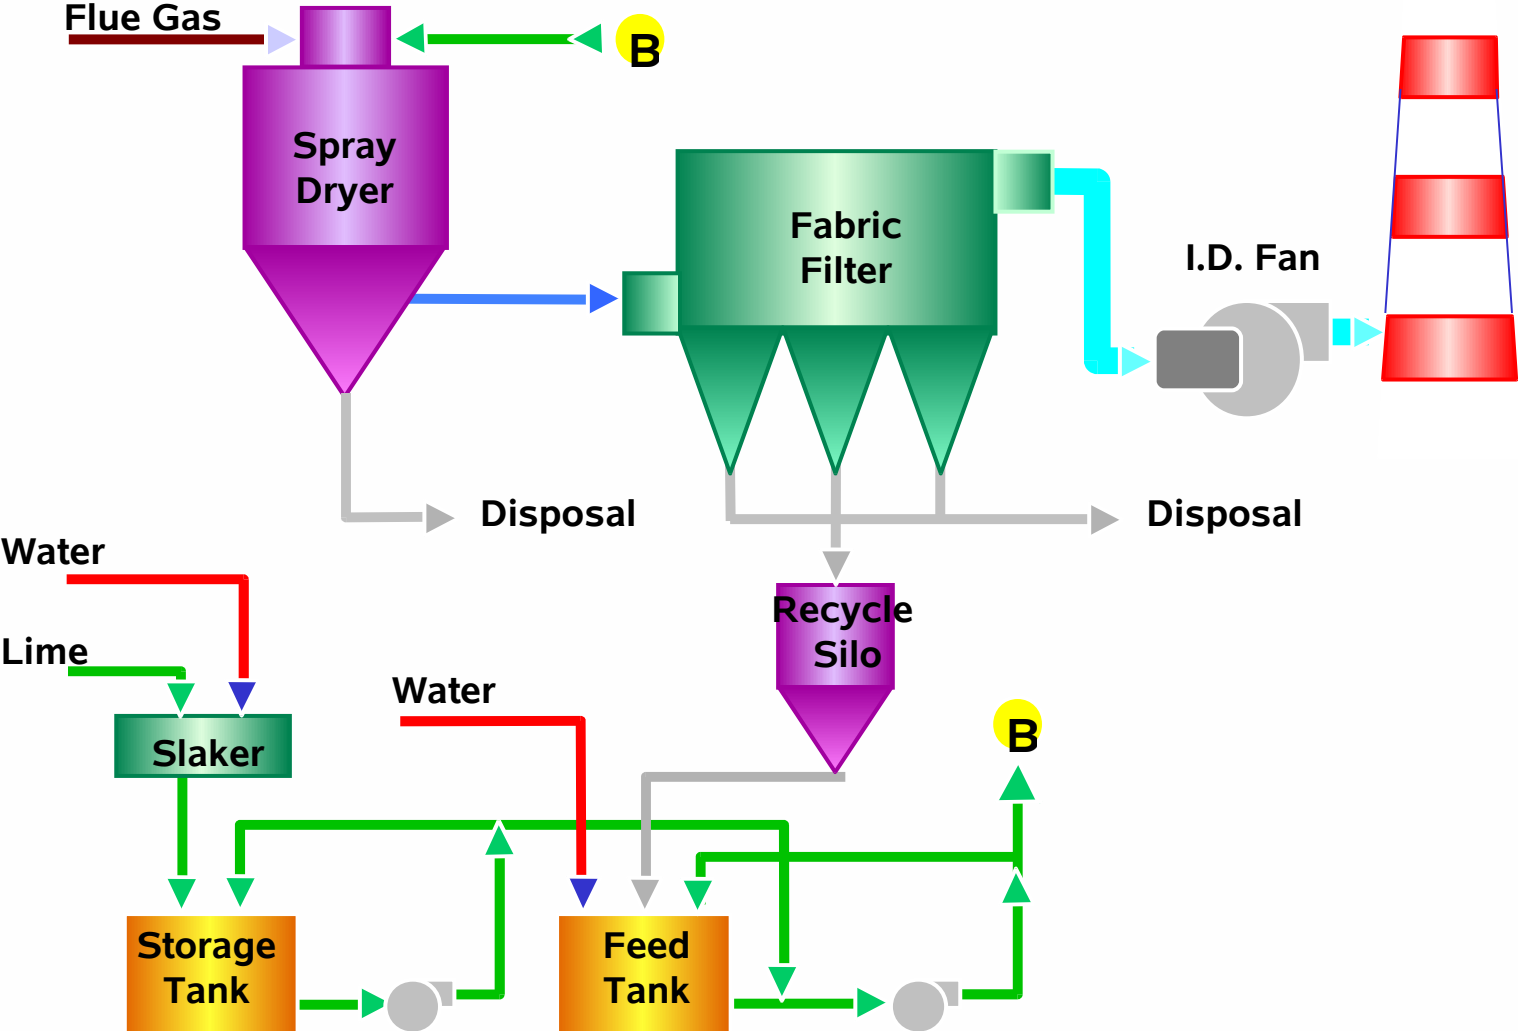 Flue Gas
B
Spray
Dryer
Fabric
Filter
I.D. Fan
Disposal
Disposal
Water
Lime
Recycle
Silo
Water
B
Slaker
Storage
Tank
Feed
Tank